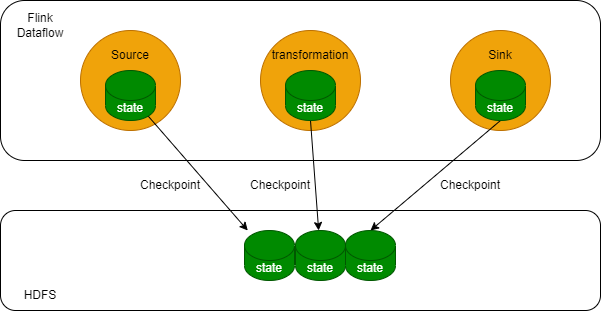 Flink
Dataflow
Source
transformation
Sink
state
state
state
Checkpoint
Checkpoint
Checkpoint
state
state
state
HDFS